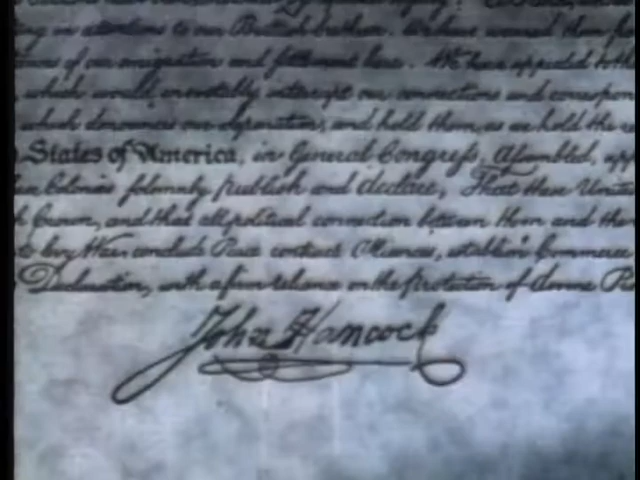 in attentions to our British brethren. We have warned them
of our emigration and settlement here. We have appealed to
which would inevitably interrupt our connections and
which denounces our Separation, and hold them, as we hold the
States of America, in General Congreſs, Aſsembled,
Colonies solemnly publish and declare, That these United
Crown, and that all political connection between them and the
to levy War, conclude Peace contract Alliances, establish Commerce
Declaration, with a firm reliance on the protection of divine
John Hancock